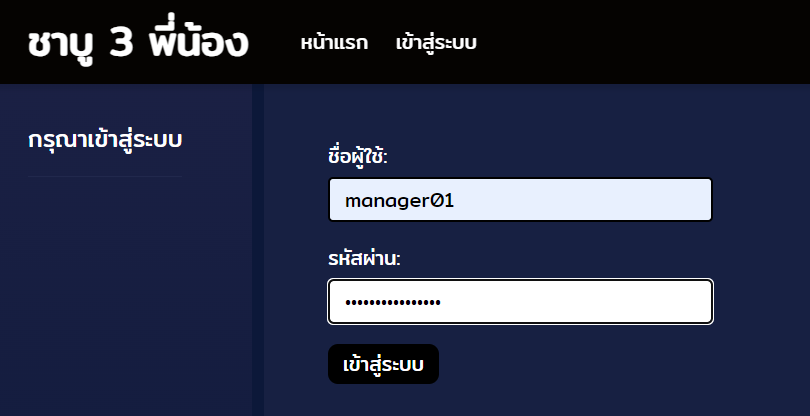 ชาบู 3 พี่น้อง
หน้าแรก
เข้าสู่ระบบ
กรุณาเข้าสู่ระบบ
ชื่อผู้ใช้:
manager01
รหัสผ่าน:
••••••••••••••••
เข้าสู่ระบบ